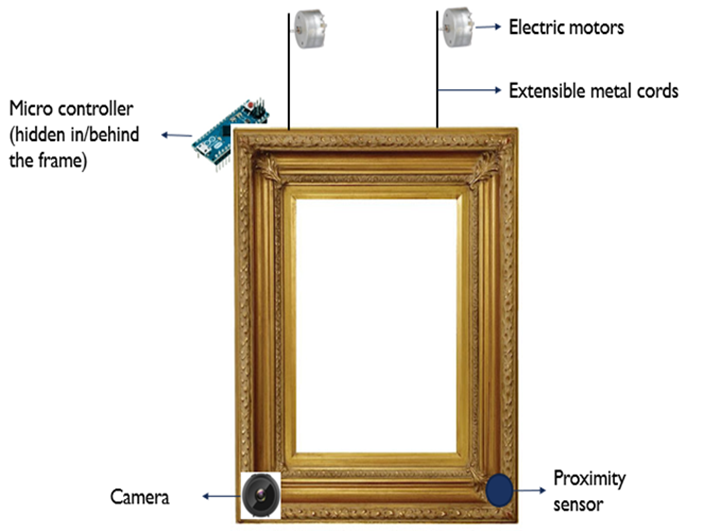 Electric motors
Extensible metal cords
Micro controller
(hidden in/behind
the frame)
Camera
Proximity
sensor